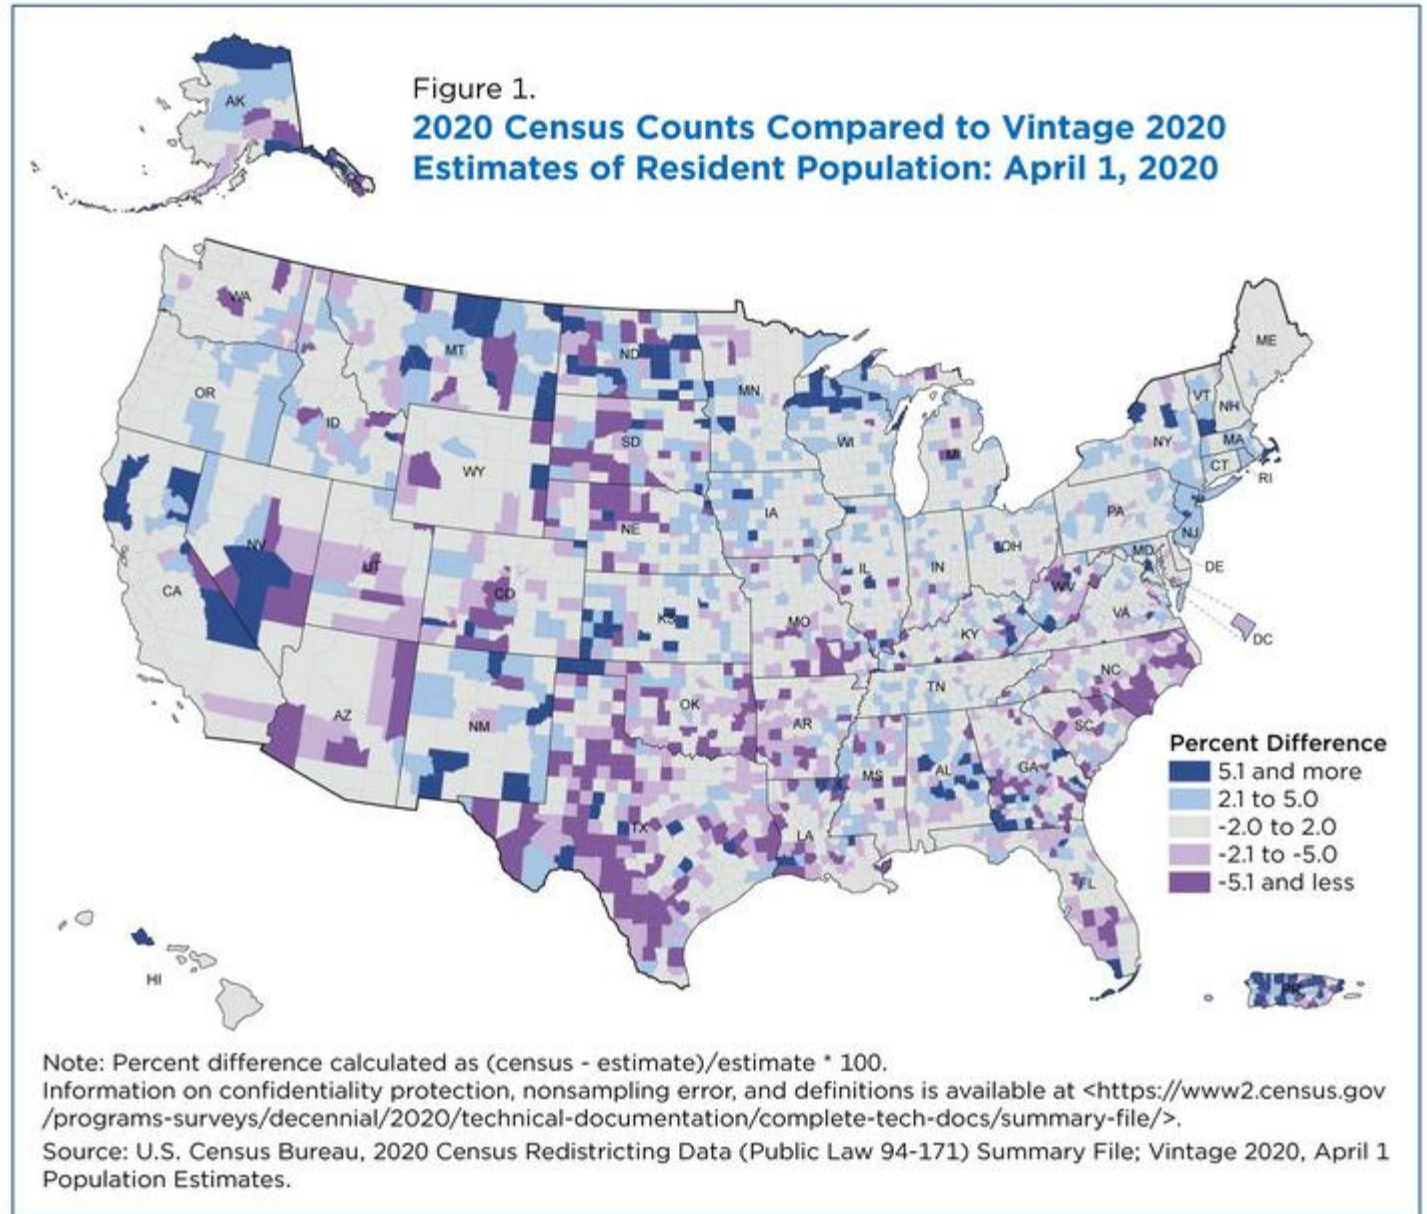 Figure 1.
2020 Census Counts Compared to Vintage 2020
Estimates of Resident Population: April 1, 2020
AK
WA
MT
ND
MN
ME
OR
ID
SD
WI
MI
VT
NH
NY
MA
CT
RI
WY
NE
IA
PA
NJ
NV
UT
CO
CA
KS
MO
IL
IN
OH
WV
MD
DE
VA
DC
KY
AZ
NM
OK
AR
TN
NC
SC
TX
LA
MS
AL
GA
FL
Percent Difference
5.1 and more
2.1 to 5.0
-2.0 to 2.0
-2.1 to -5.0
-5.1 and less
HI
PR
Note: Percent difference calculated as (census - estimate)/estimate * 100.
Information on confidentiality protection, nonsampling error, and definitions is available at <https://www2.census.gov
/programs-surveys/decennial/2020/technical-documentation/complete-tech-docs/summary-file/>.
Source: U.S. Census Bureau, 2020 Census Redistricting Data (Public Law 94-171) Summary File; Vintage 2020, April 1
Population Estimates.